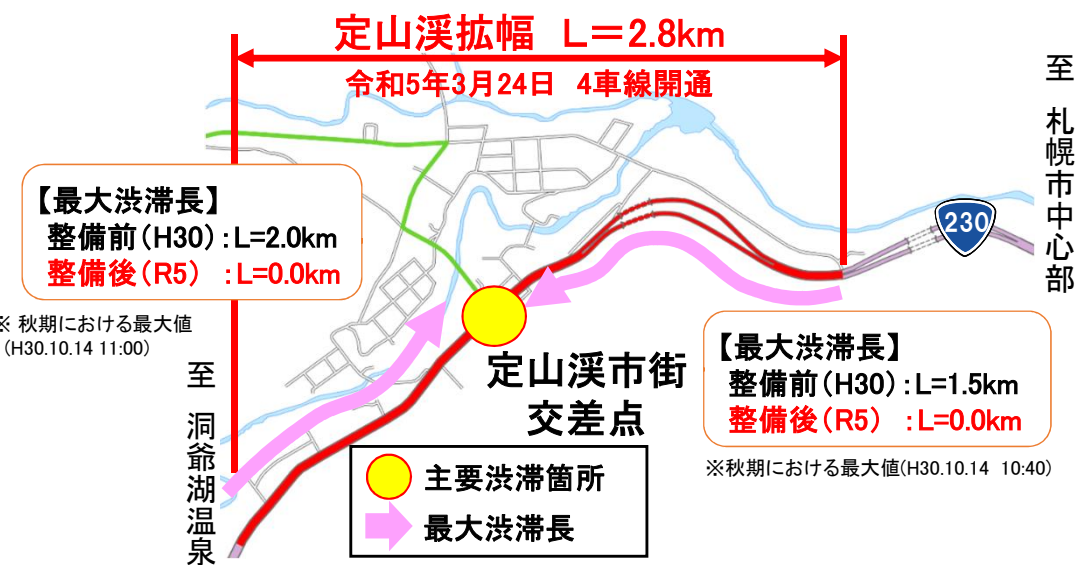 定山渓拡幅 L=2.8km
令和5年3月24日 4車線開通
至 札幌市中心部
230
【最大渋滞長】
整備前(H30):L=2.0km
整備後(R5) :L=0.0km
※ 秋期における最大値
(H30.10.14 11:00)
至 洞爺湖温泉
定山渓市街
交差点
【最大渋滞長】
整備前(H30):L=1.5km
整備後(R5) :L=0.0km
※秋期における最大値(H30.10.14 10:40)
主要渋滞箇所
最大渋滞長